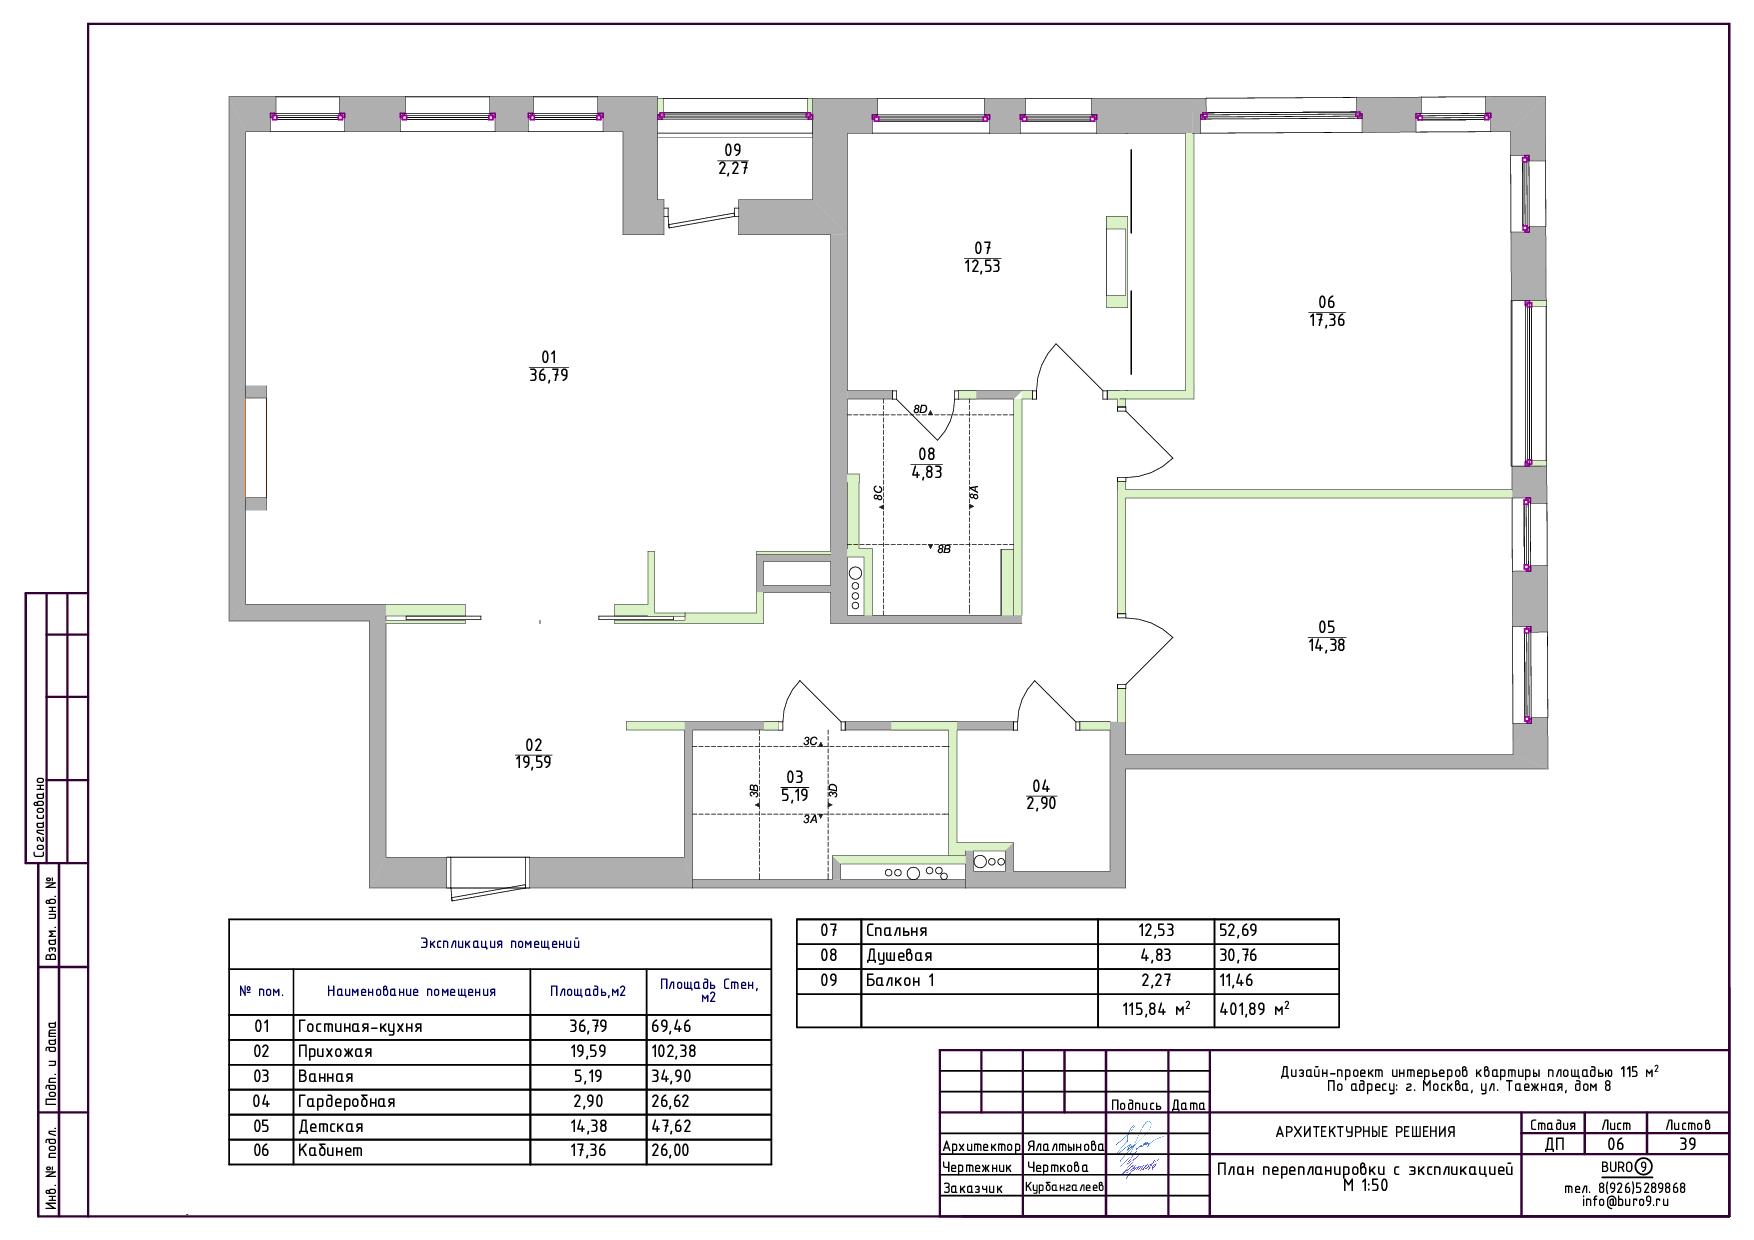 09
2,27
07
12,53
06
17,36
01
36,79
8D
08
4,83
8C
8A
8B
05
14,38
02
19,59
3C
03
5,19
3B
3D
3A
04
2,90
Согласовано
Взам. инв. №
Подп. и дата
Инв. № подл.
Экспликация помещений
№ пом. Наименование помещения Площадь,м2 Площадь Стен,
м2
01 Гостиная-кухня 36,79 69,46
02 Прихожая 19,59 102,38
03 Ванная 5,19 34,90
04 Гардеробная 2,90 26,62
05 Детская 14,38 47,62
06 Кабинет 17,36 26,00
07 Спальня 12,53 52,69
08 Душевая 4,83 30,76
09 Балкон 1 2,27 11,46
115,84 м² 401,89 м²
Дизайн-проект интерьеров квартиры площадью 115 м²
По адресу: г. Москва, ул. Таежная, дом 8
Подпись Дата
АРХИТЕКТУРНЫЕ РЕШЕНИЯ
Стадия Лист Листов
ДП 06 39
Архитектор Ялалтынова
Чертежник Черткова
Заказчик Курбангалеев
План перепланировки с экспликацией
М 1:50
BURO 9
тел. 8(926)5289868
info@buro9.ru